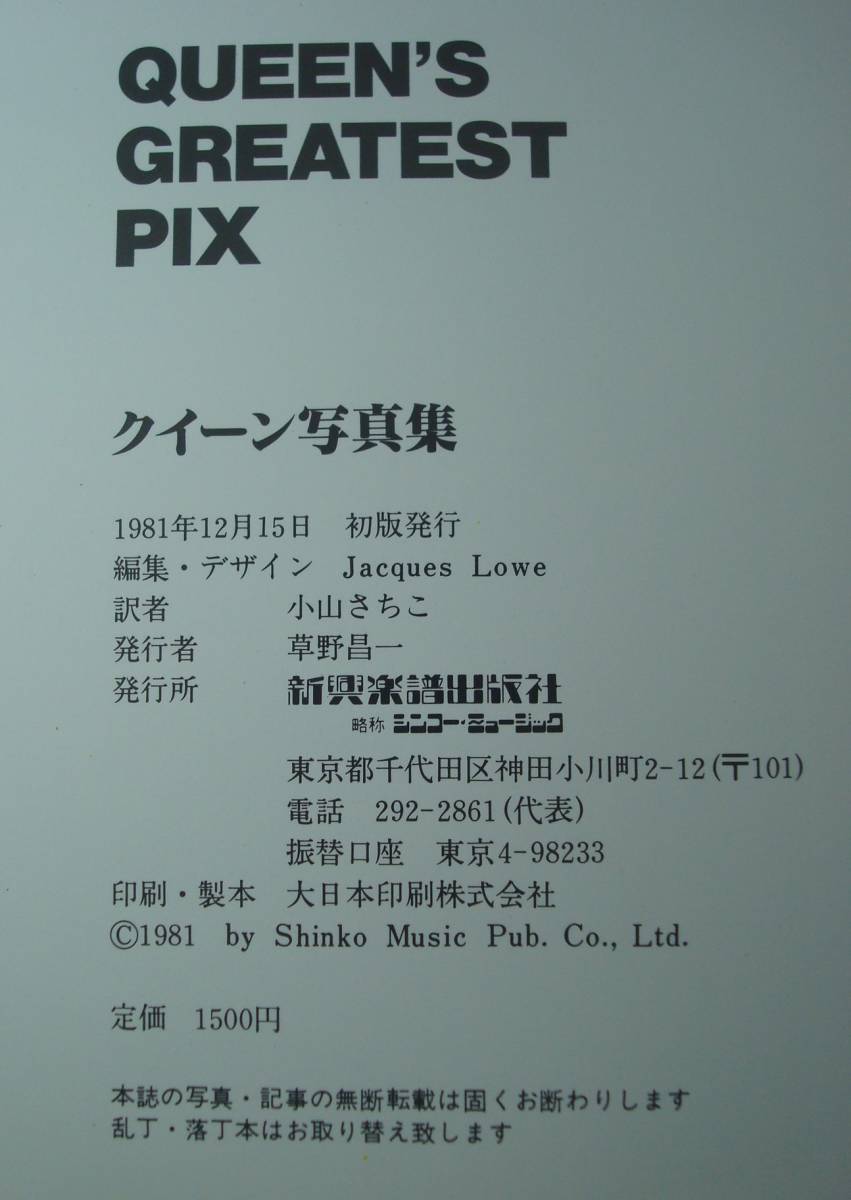 QUEEN'S
GREATEST
PIX
クイーン写真集
1981年12月15日 初版発行
編集・デザイン Jacques Lowe
訳者 小山さちこ
発行者 草野昌一
発行所 新興楽譜出版社
略称 シンコー・ミュージック
東京都千代田区神田小川町2-12(〒101)
電話 292-2861(代表)
振替口座 東京4-98233
印刷・製本 大日本印刷株式会社
©1981 by Shinko Music Pub. Co., Ltd.
定価 1500円
本誌の写真・記事の無断転載は固くお断わりします
乱丁・落丁本はお取り替え致します